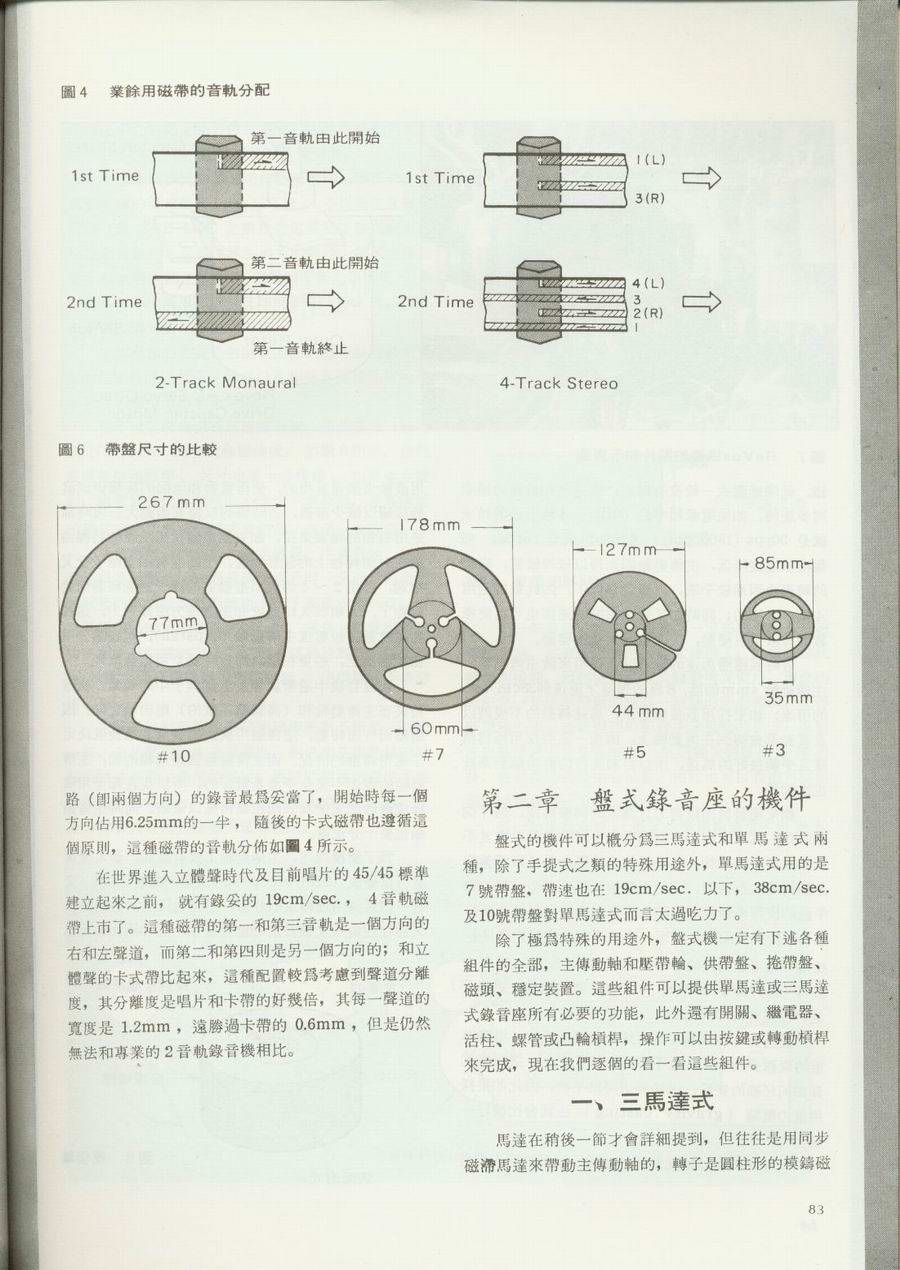 圖4　業餘用磁帶的音軌分配
第一音軌由此開始
1st Time
1st Time
1(L)
3(R)
第二音軌由此開始
2nd Time
第一音軌終止
2nd Time
4(L)
3
2(R)
1
2-Track Monaural
4-Track Stereo
圖6　帶盤尺寸的比較
267mm
178mm
127mm
85mm
77mm
60mm
44mm
35mm
#10
#7
#5
#3
路（卽兩個方向）的錄音最爲妥當了，開始時每一個
方向佔用6.25mm的一半， 隨後的卡式磁帶也遵循這
個原則，這種磁帶的音軌分佈如圖4所示。
在世界進入立體聲時代及目前唱片的45/45標準
建立起來之前， 就有錄妥的 19cm/sec.， 4音軌磁
帶上市了。這種磁帶的第一和第三音軌是一個方向的
右和左聲道，而第二和第四則是另一個方向的；和立
體聲的卡式帶比起來，這種配置較爲考慮到聲道分離
度，其分離度是唱片和卡帶的好幾倍，其每一聲道的
寬度是 1.2mm ，遠勝過卡帶的 0.6mm ，但是仍然
無法和專業的2音軌錄音機相比。
第二章　盤式錄音座的機件
盤式的機件可以槪分爲三馬達式和單馬達式兩
種，除了手提式之類的特殊用途外，單馬達式用的是
7號帶盤，帶速也在 19cm/sec. 以下， 38cm/sec.
及10號帶盤對單馬達式而言太過吃力了。
除了極爲特殊的用途外，盤式機一定有下述各種
組件的全部，主傳動軸和壓帶輪、供帶盤、捲帶盤、
磁頭、穩定裝置。這些組件可以提供單馬達或三馬達
式錄音座所有必要的功能，此外還有開關、繼電器、
活柱、螺管或凸輪槓桿，操作可以由按鍵或轉動槓桿
來完成，現在我們逐個的看一看這些組件。
一、三馬達式
馬達在稍後一節才會詳細提到，但往往是用同步
磁滯馬達來帶動主傳動軸的，轉子是圓柱形的模鑄磁
83